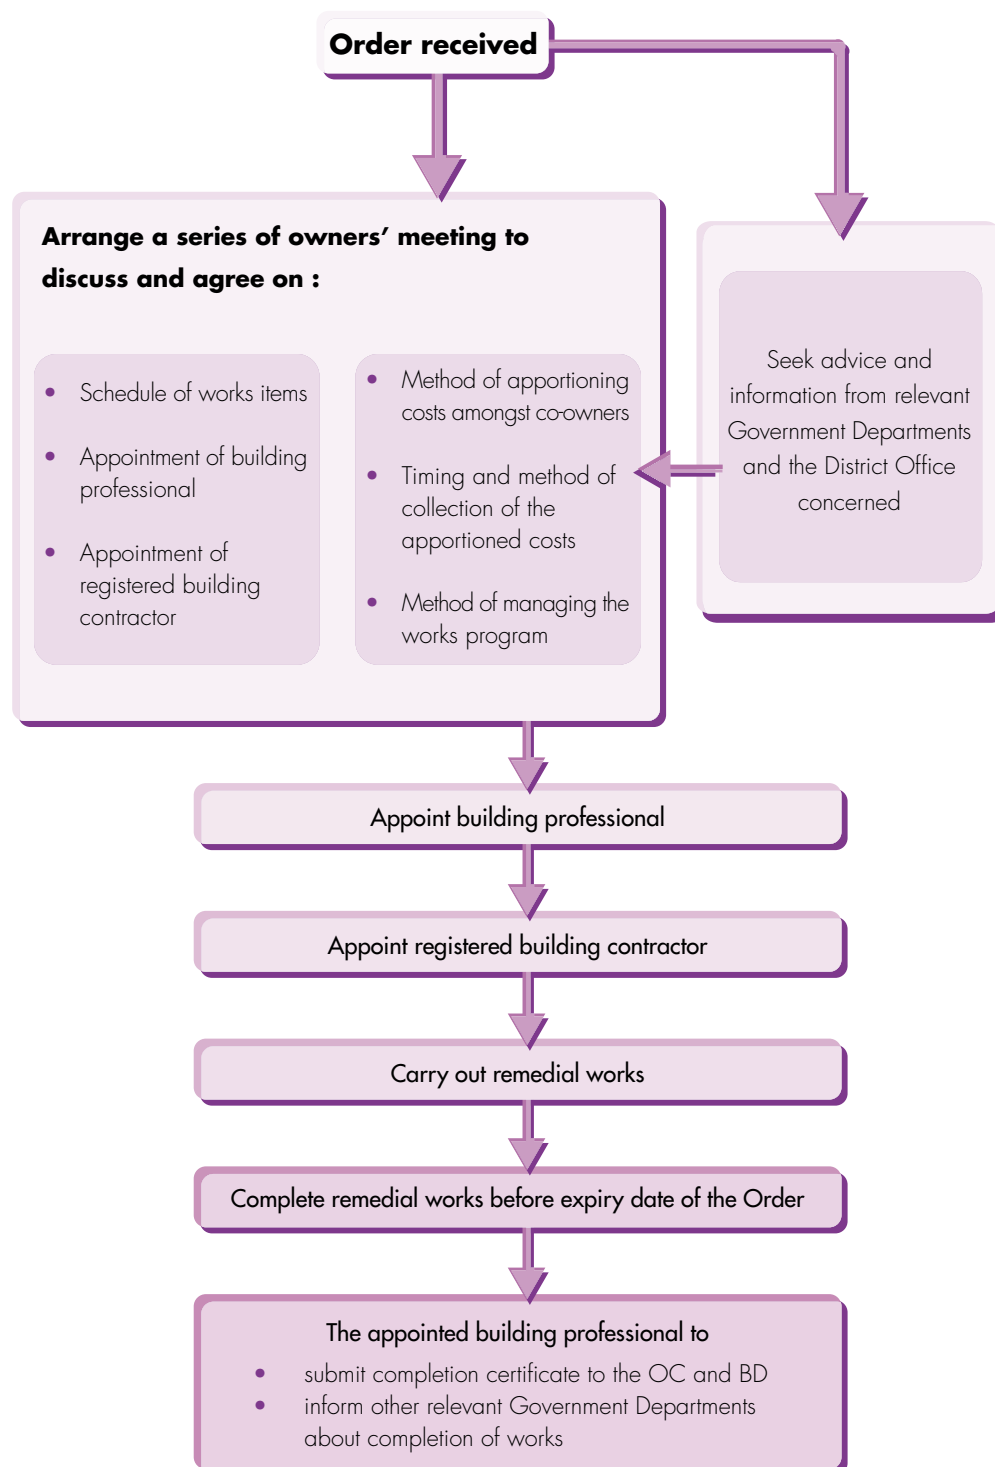 Order received
Arrange a series of owners’ meeting to
discuss and agree on :
• Schedule of works items
• Appointment of building
professional
• Appointment of
registered building
contractor
• Method of apportioning
costs amongst co-owners
• Timing and method of
collection of the
apportioned costs
• Method of managing the
works program
Seek advice and
information from relevant
Government Departments
and the District Office
concerned
Appoint building professional
Appoint registered building contractor
Carry out remedial works
Complete remedial works before expiry date of the Order
The appointed building professional to
• submit completion certificate to the OC and BD
• inform other relevant Government Departments
about completion of works